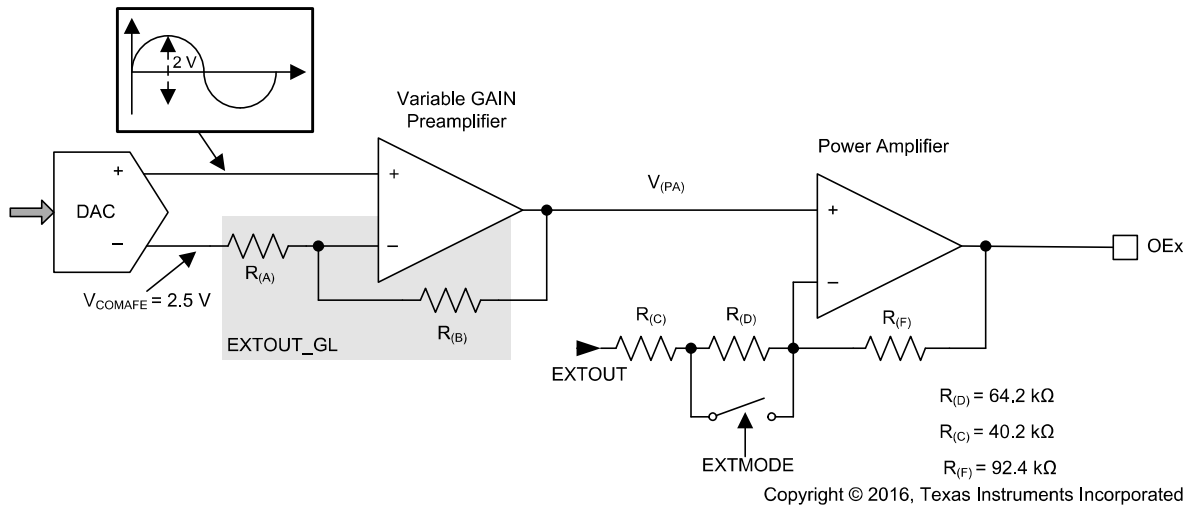 2 V
Variable GAIN
Preamplifier
Power Amplifier
+
+
V(PA)
+
DAC
−
−
−
OEx
R(A)
VCOMAFE = 2.5 V
R(B)
R(C)
R(D)
R(F)
EXTOUT_GL
EXTOUT
R(D) = 64.2 kΩ
R(C) = 40.2 kΩ
EXTMODE
R(F) = 92.4 kΩ
Copyright © 2016, Texas Instruments Incorporated